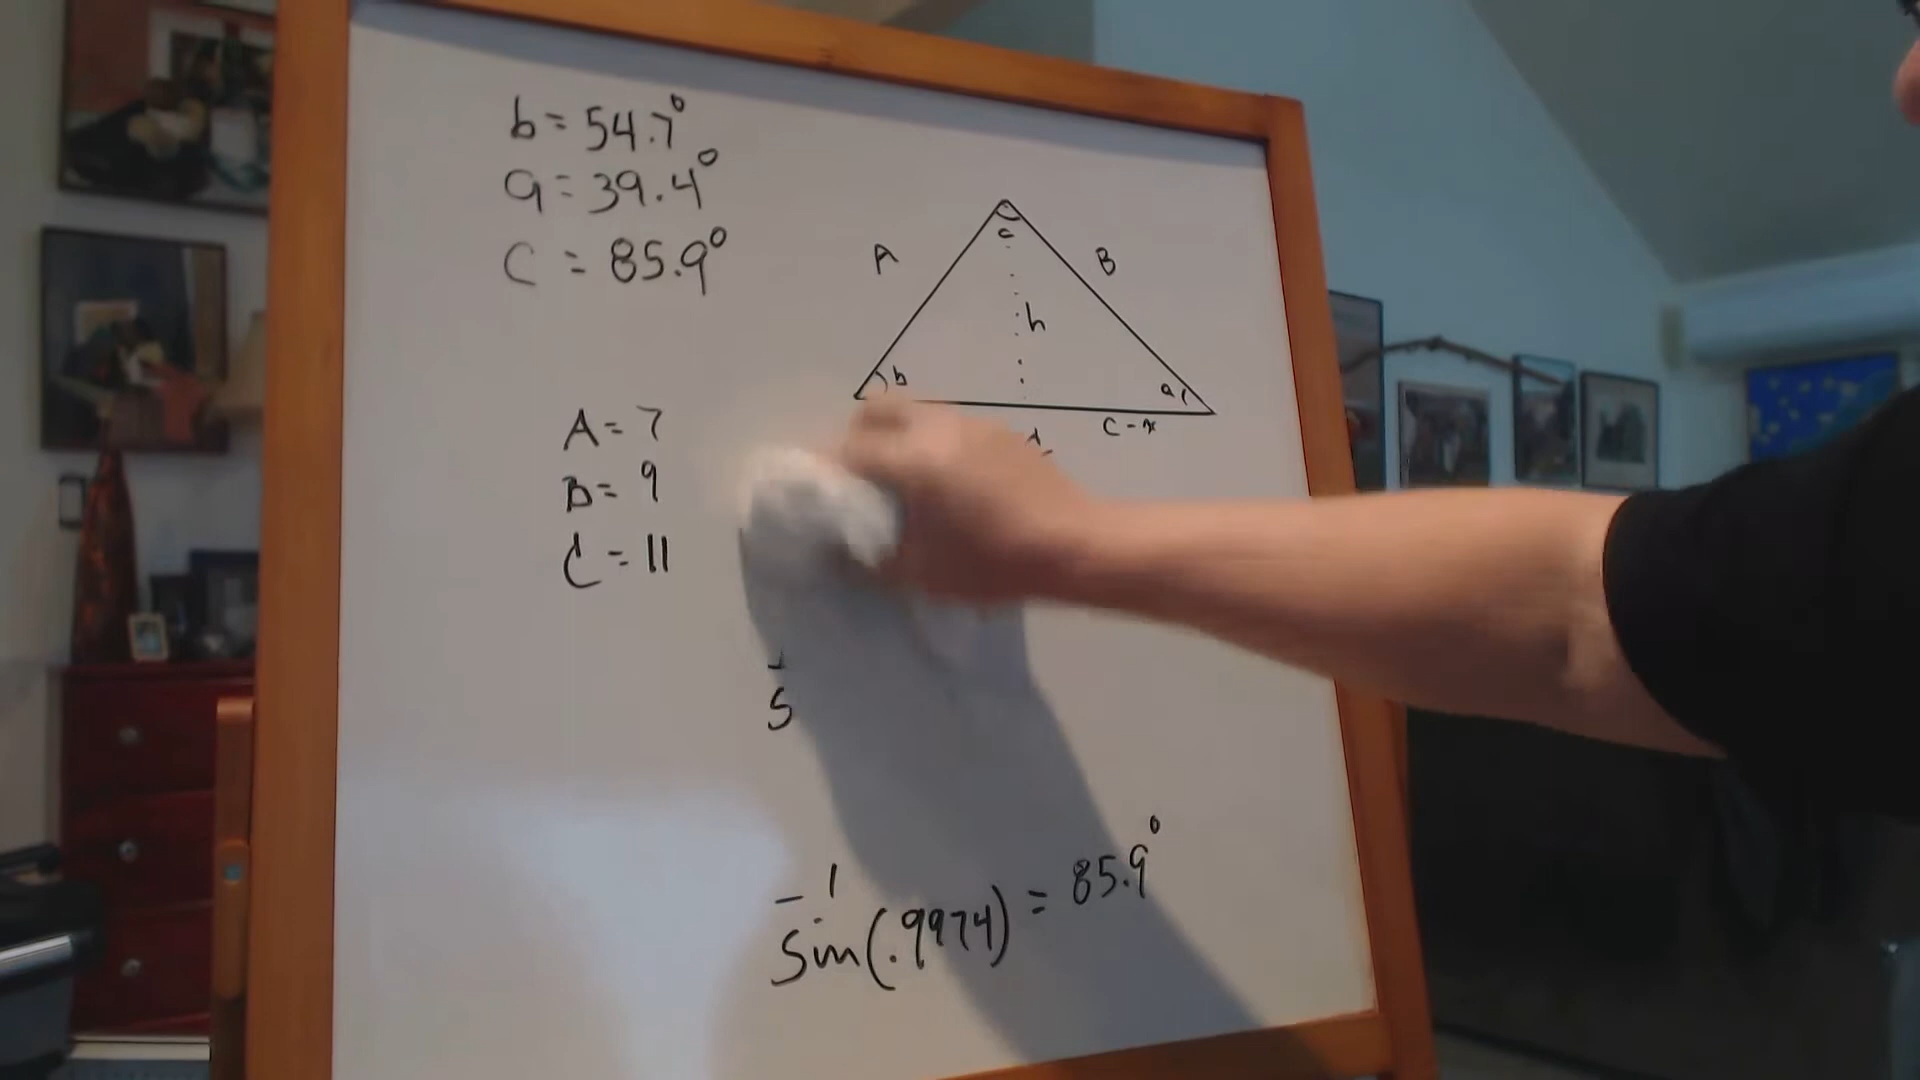 b = 54.7°
a = 39.4°
C = 85.9°
A
B
c
h
b
a
C - x
A = 7
B = 9
C = 11
S
sin⁻¹(.9974) = 85.9°